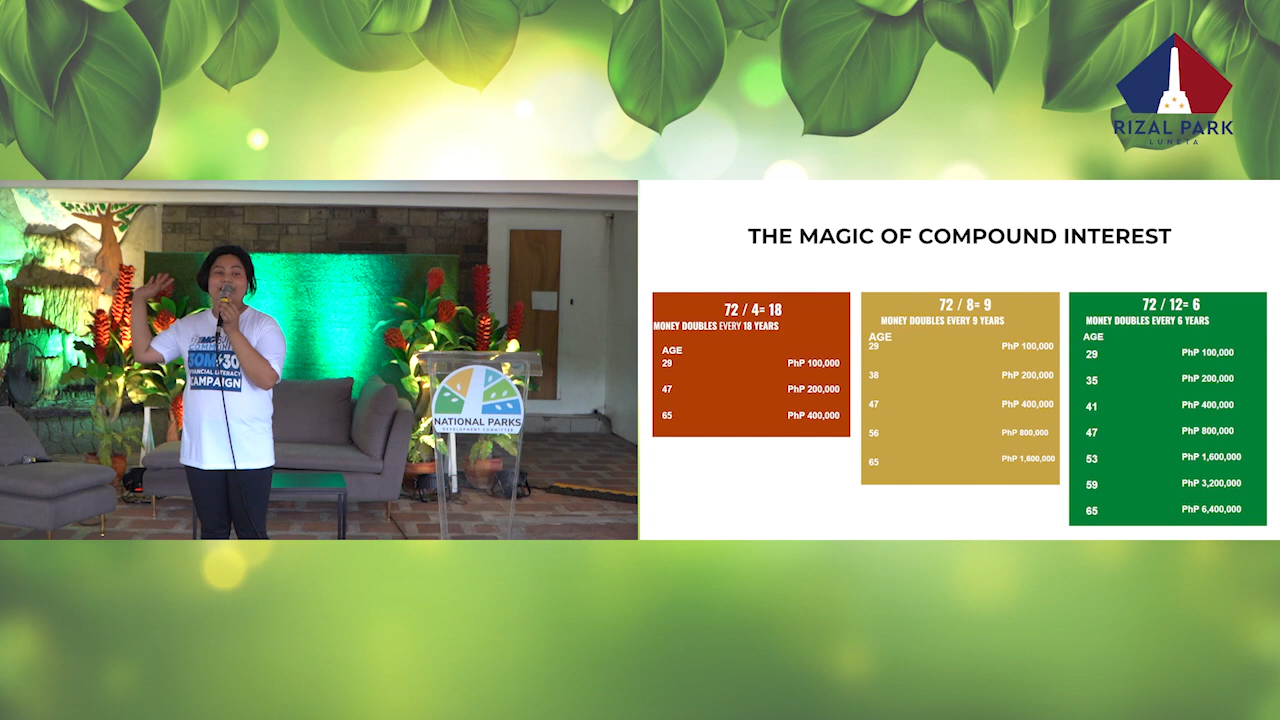 RIZAL PARK
LUNETA
THE MAGIC OF COMPOUND INTEREST
72 / 4= 18
MONEY DOUBLES EVERY 18 YEARS
AGE
29 PhP 100,000
47 PhP 200,000
65 PhP 400,000
72 / 8= 9
MONEY DOUBLES EVERY 9 YEARS
AGE
29 PhP 100,000
38 PhP 200,000
47 PhP 400,000
56 PhP 800,000
65 PhP 1,600,000
72 / 12= 6
MONEY DOUBLES EVERY 6 YEARS
AGE
29 PhP 100,000
35 PhP 200,000
41 PhP 400,000
47 PhP 800,000
53 PhP 1,600,000
59 PhP 3,200,000
65 PhP 6,400,000
30M 30
FINANCIAL LITERACY
CAMPAIGN
NATIONAL PARKS
DEVELOPMENT COMMITTEE